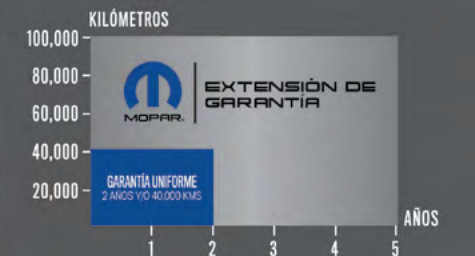 KILÓMETROS
100,000
80,000
60,000
40,000
20,000
MOPAR.
EXTENSIÓN DE
GARANTÍA
GARANTÍA UNIFORME
2 AÑOS Y/O 40,000 KMS
AÑOS
1 2 3 4 5